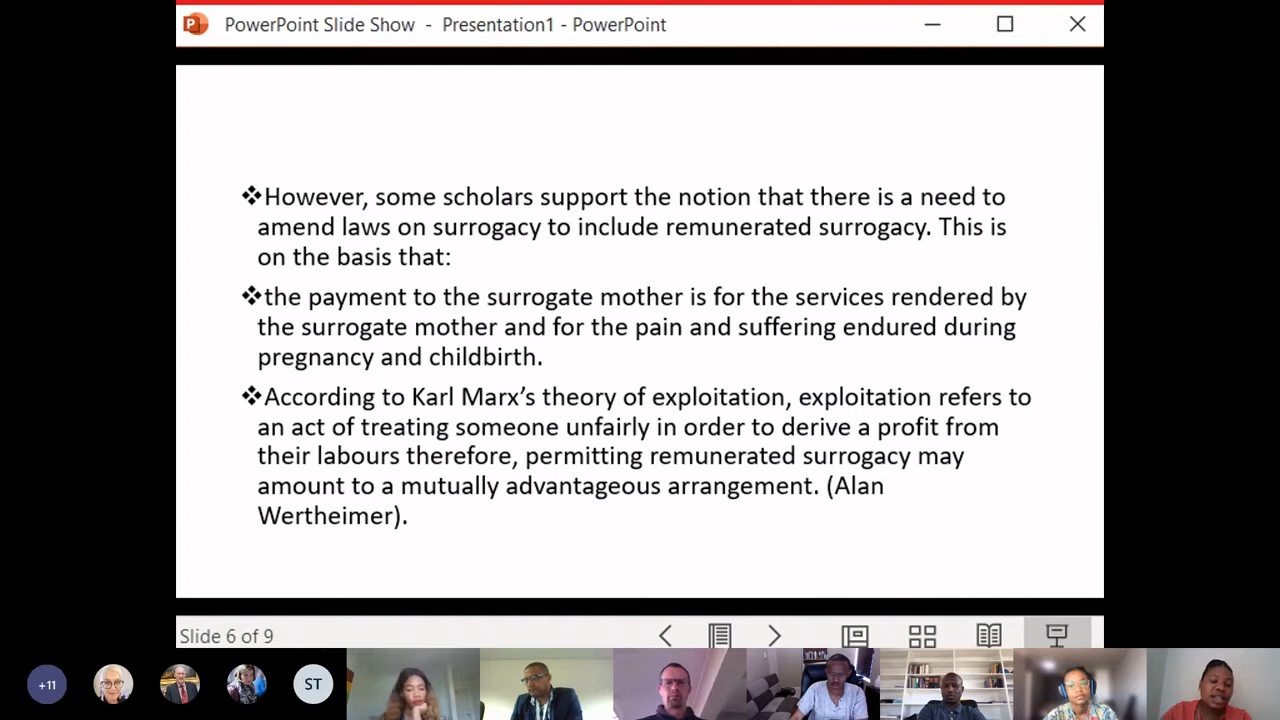 PowerPoint Slide Show - Presentation1 - PowerPoint
❖However, some scholars support the notion that there is a need to
amend laws on surrogacy to include remunerated surrogacy. This is
on the basis that:
❖the payment to the surrogate mother is for the services rendered by
the surrogate mother and for the pain and suffering endured during
pregnancy and childbirth.
❖According to Karl Marx’s theory of exploitation, exploitation refers to
an act of treating someone unfairly in order to derive a profit from
their labours therefore, permitting remunerated surrogacy may
amount to a mutually advantageous arrangement. (Alan
Wertheimer).
Slide 6 of 9
+11
ST